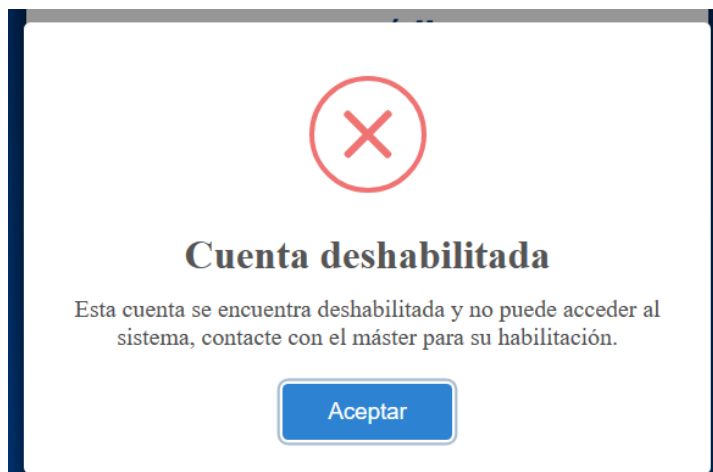 Cuenta deshabilitada
Esta cuenta se encuentra deshabilitada y no puede acceder al
sistema, contacte con el máster para su habilitación.
Aceptar